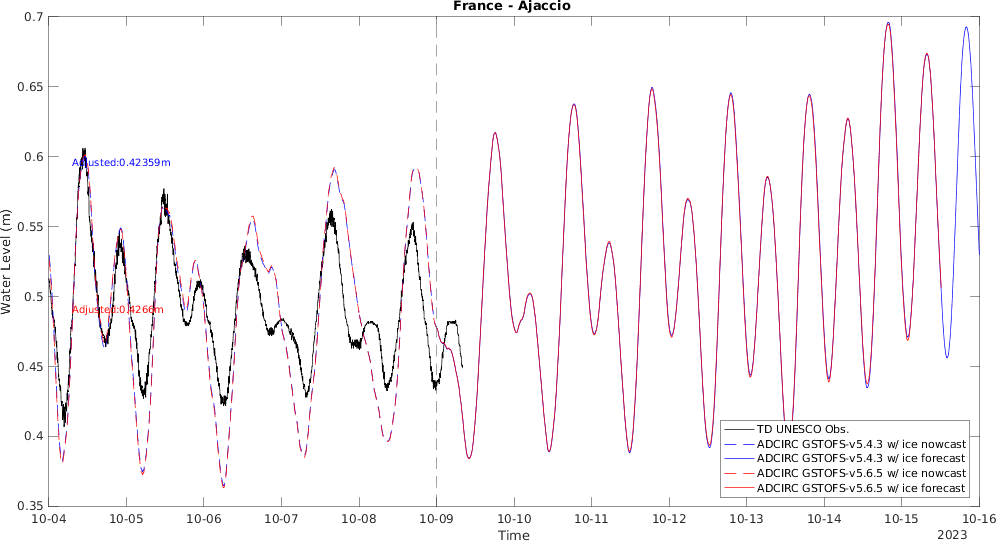 France - Ajaccio
0.7
0.65
0.6
0.55
0.5
0.45
0.4
0.35
Water Level (m)
Adjusted:0.42359m
Adjusted:0.4266m
TD UNESCO Obs.
ADCIRC GSTOFS-v5.4.3 w/ ice nowcast
ADCIRC GSTOFS-v5.4.3 w/ ice forecast
ADCIRC GSTOFS-v5.6.5 w/ ice nowcast
ADCIRC GSTOFS-v5.6.5 w/ ice forecast
10-04 10-05 10-06 10-07 10-08 10-09 10-10 10-11 10-12 10-13 10-14 10-15 10-16
Time
2023